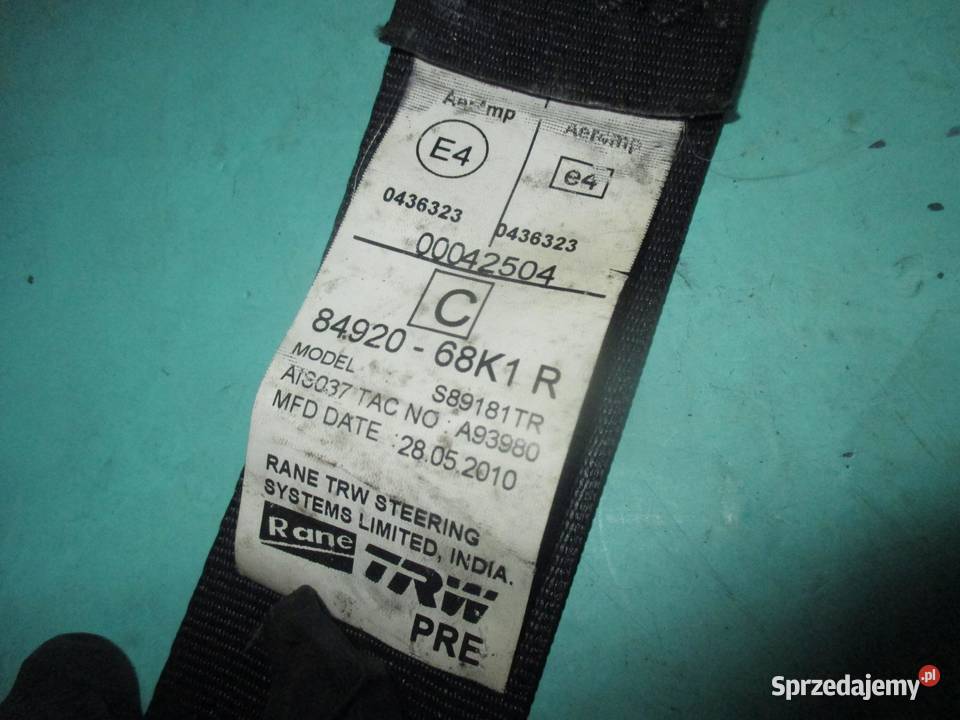 E4
e4
0436323
0436323
00042504
C
84920 - 68K1 R
MODEL S89181TR
AIS037 TAC NO : A93980
MFD DATE : 28.05.2010
RANE TRW STEERING
SYSTEMS LIMITED, INDIA.
Rane
TRW
PRE
Sprzedajemy.pl